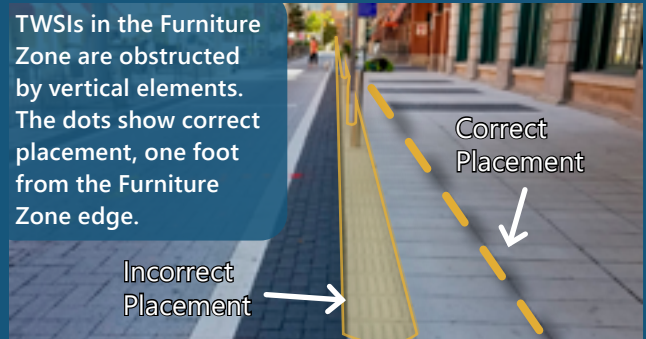 TWSIs in the Furniture
Zone are obstructed
by vertical elements.
The dots show correct
placement, one foot
from the Furniture
Zone edge.
Correct
Placement
Incorrect
Placement